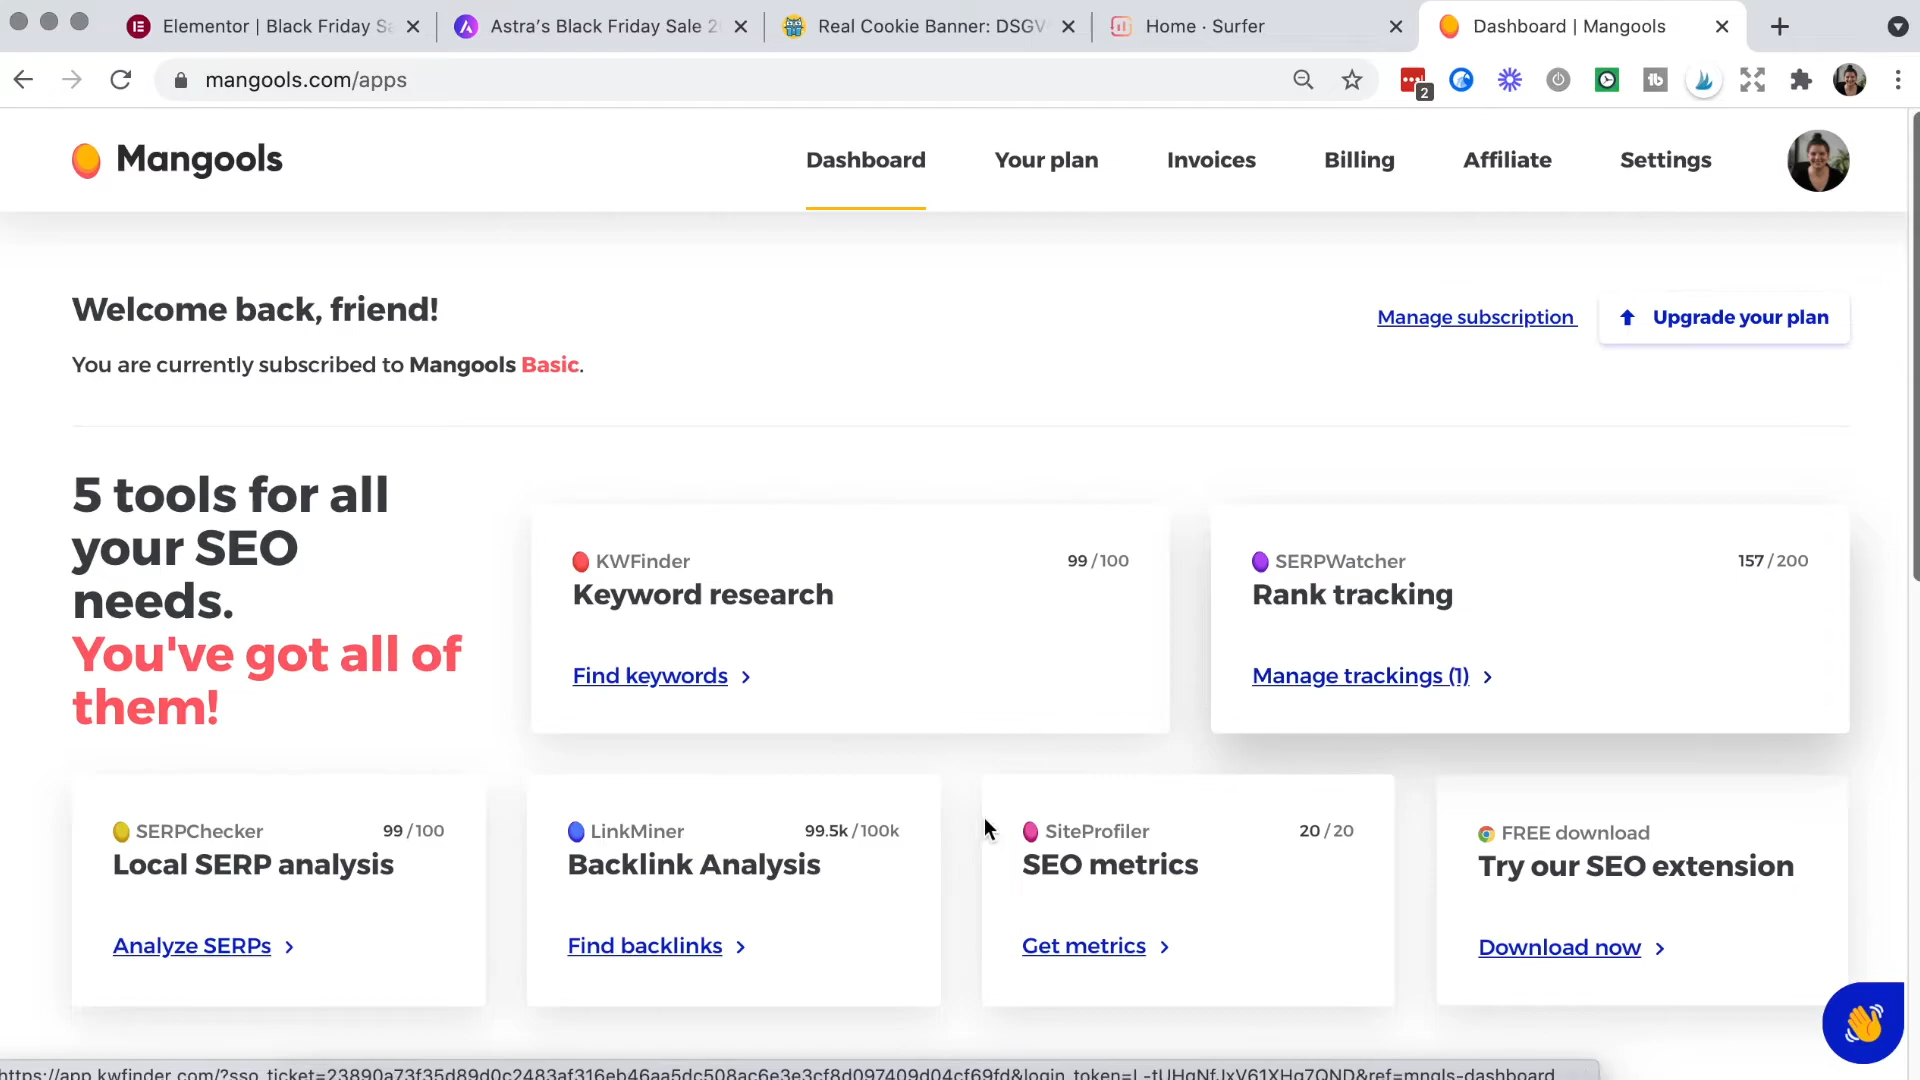 Elementor | Black Friday Sa
Astra's Black Friday Sale 2
Real Cookie Banner: DSGV
Home · Surfer
Dashboard | Mangools
mangools.com/apps
2
Mangools
Dashboard
Your plan
Invoices
Billing
Affiliate
Settings
Welcome back, friend!
Manage subscription
Upgrade your plan
You are currently subscribed to Mangools Basic.
5 tools for all
your SEO
needs.
You've got all of
them!
KWFinder
99 / 100
Keyword research
Find keywords
SERPWatcher
157 / 200
Rank tracking
Manage trackings (1)
SERPChecker
99 / 100
Local SERP analysis
Analyze SERPs
LinkMiner
99.5k / 100k
Backlink Analysis
Find backlinks
SiteProfiler
20 / 20
SEO metrics
Get metrics
FREE download
Try our SEO extension
Download now